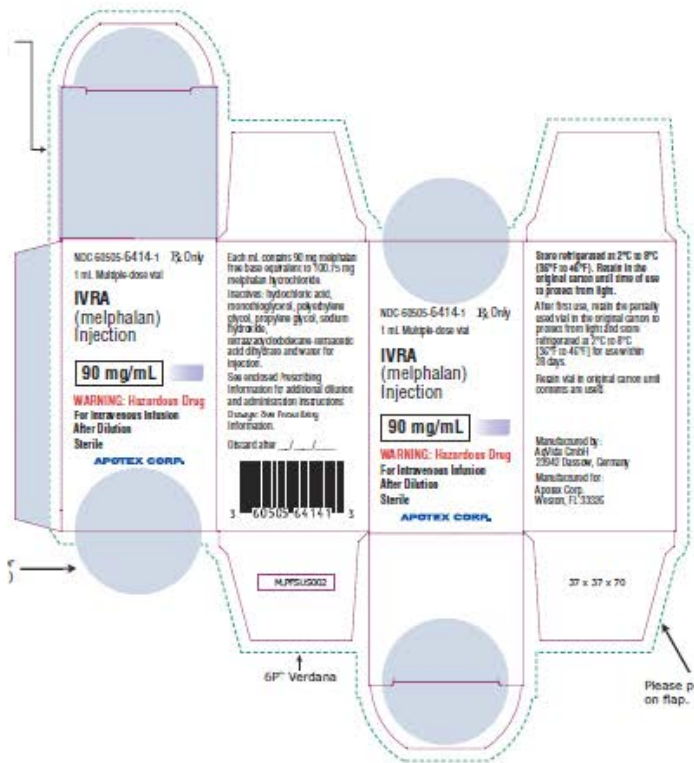 NDC 60505-6414-1 ℞ Only
1 mL Multiple-dose vial
IVRA
(melphalan)
Injection
90 mg/mL
WARNING: Hazardous Drug
For Intravenous Infusion
After Dilution
Sterile
APOTEX CORP.
Each mL contains 90 mg melphalan
free base equivalent to 100.75 mg
melphalan hydrochloride.
Inactives: hydrochloric acid,
monothioglycerol, polyethylene
glycol, propylene glycol, sodium
hydroxide,
acid dihydrate and water for
injection.
See enclosed Prescribing
Information for additional dilution
and administration instructions
Dosage: See Prescribing
Information.
Discard after __/__/__
3 60505 64141 3
MLPFSUS002
6P™ Verdana
NDC 60505-6414-1 ℞ Only
1 mL Multiple-dose vial
IVRA
(melphalan)
Injection
90 mg/mL
WARNING: Hazardous Drug
For Intravenous Infusion
After Dilution
Sterile
APOTEX CORP.
Store refrigerated at 2°C to 8°C
(36°F to 46°F). Retain in the
original carton until time of use
to protect from light.
After first use, retain the partially
used vial in the original carton to
protect from light and store
refrigerated at 2°C to 8°C
(36°F to 46°F) for use within
28 days.
Retain vial in original carton until
contents are used.
Manufactured by:
AqVida GmbH
23942 Dassow, Germany
Manufactured for:
Apotex Corp.
Weston, FL 33326
37 x 37 x 70
Please p
on flap.